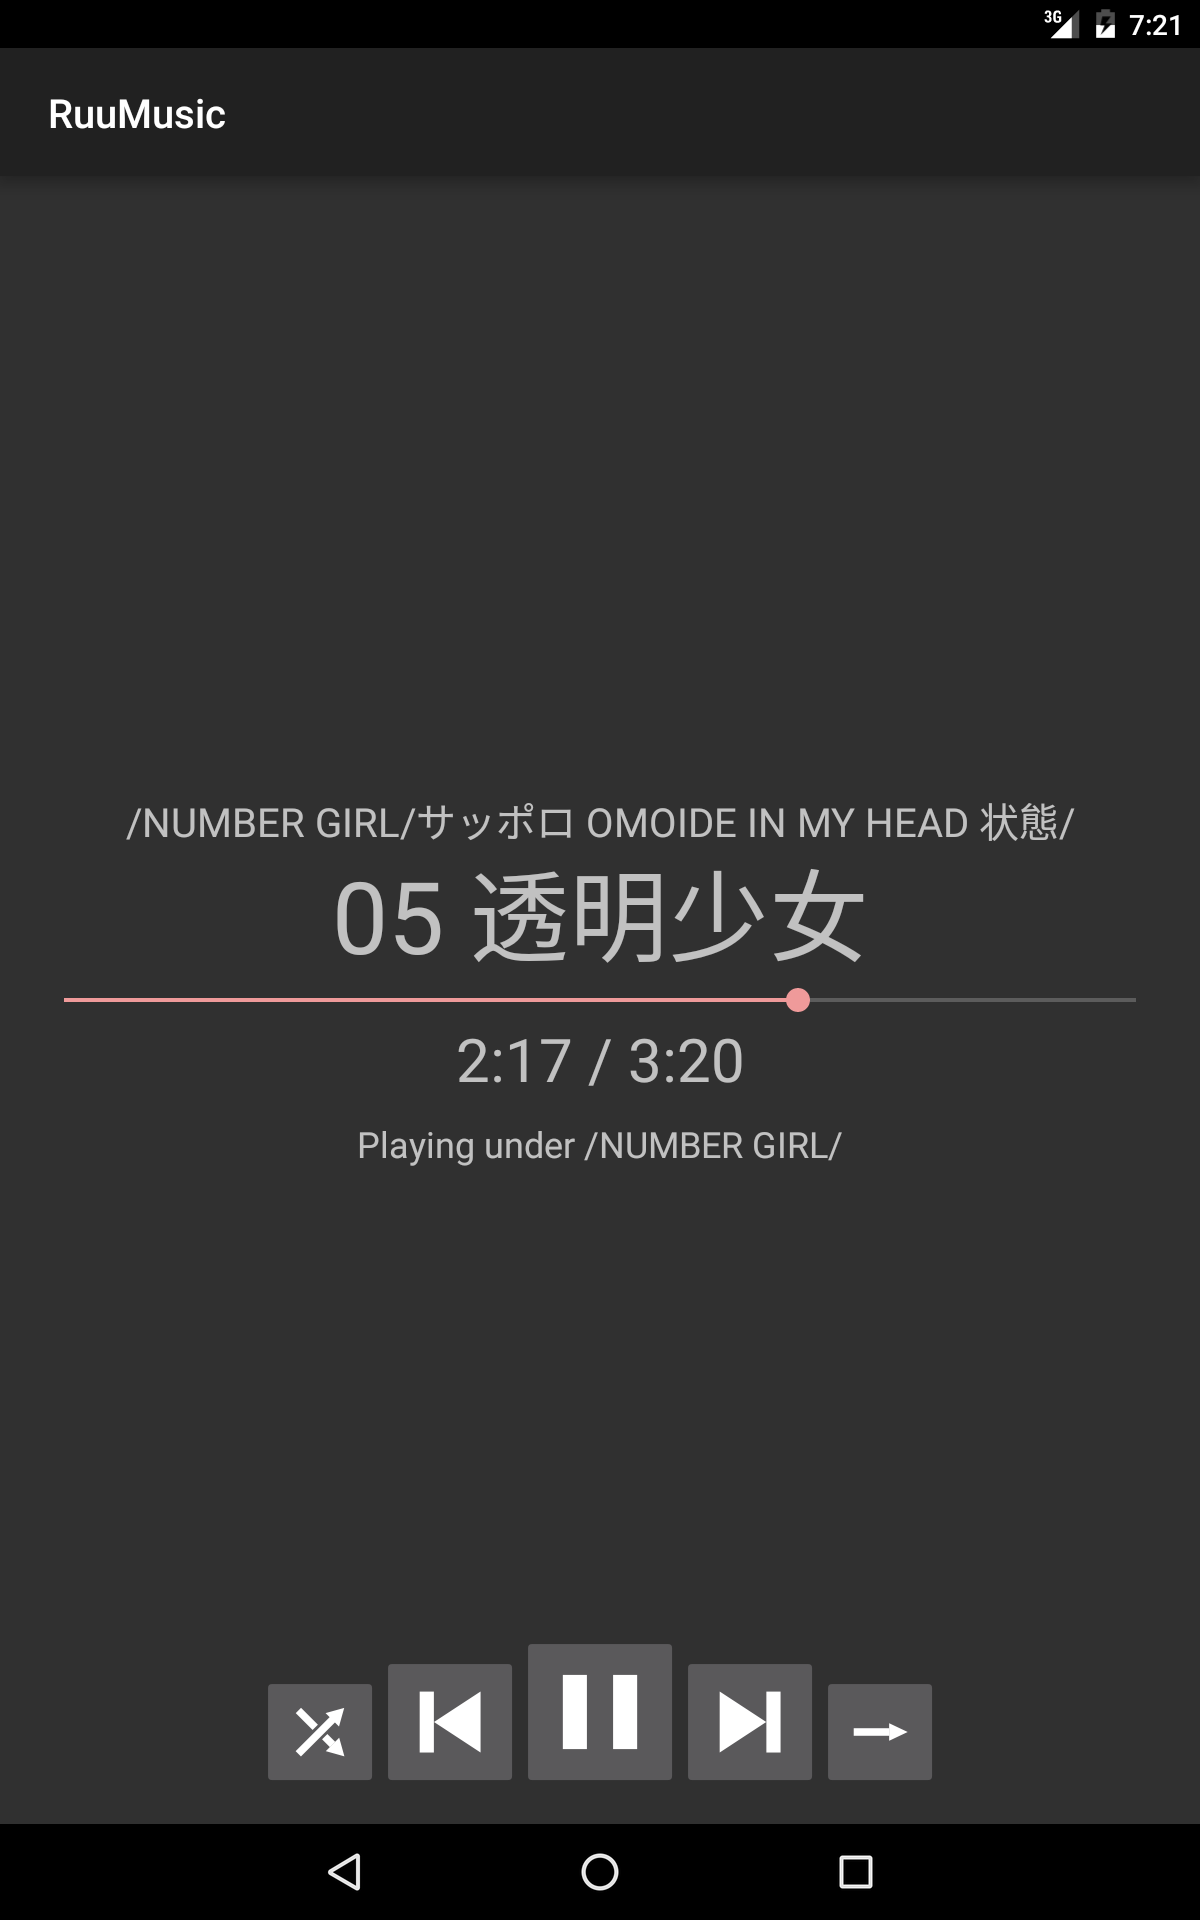 3G 7:21
RuuMusic
/NUMBER GIRL/サッポロ OMOIDE IN MY HEAD 状態/
05 透明少女
2:17 / 3:20
Playing under /NUMBER GIRL/